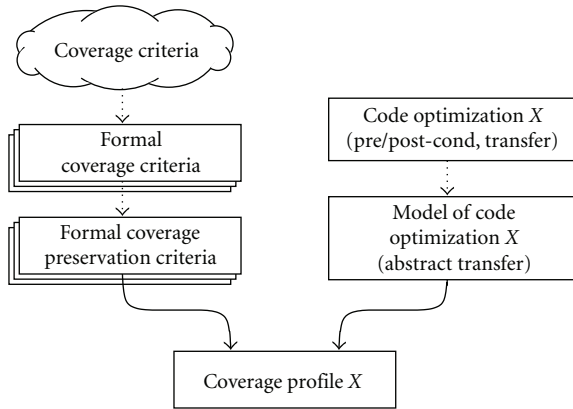 Coverage criteria
Formal
coverage criteria
Formal coverage
preservation criteria
Code optimization X
(pre/post-cond, transfer)
Model of code
optimization X
(abstract transfer)
Coverage profile X